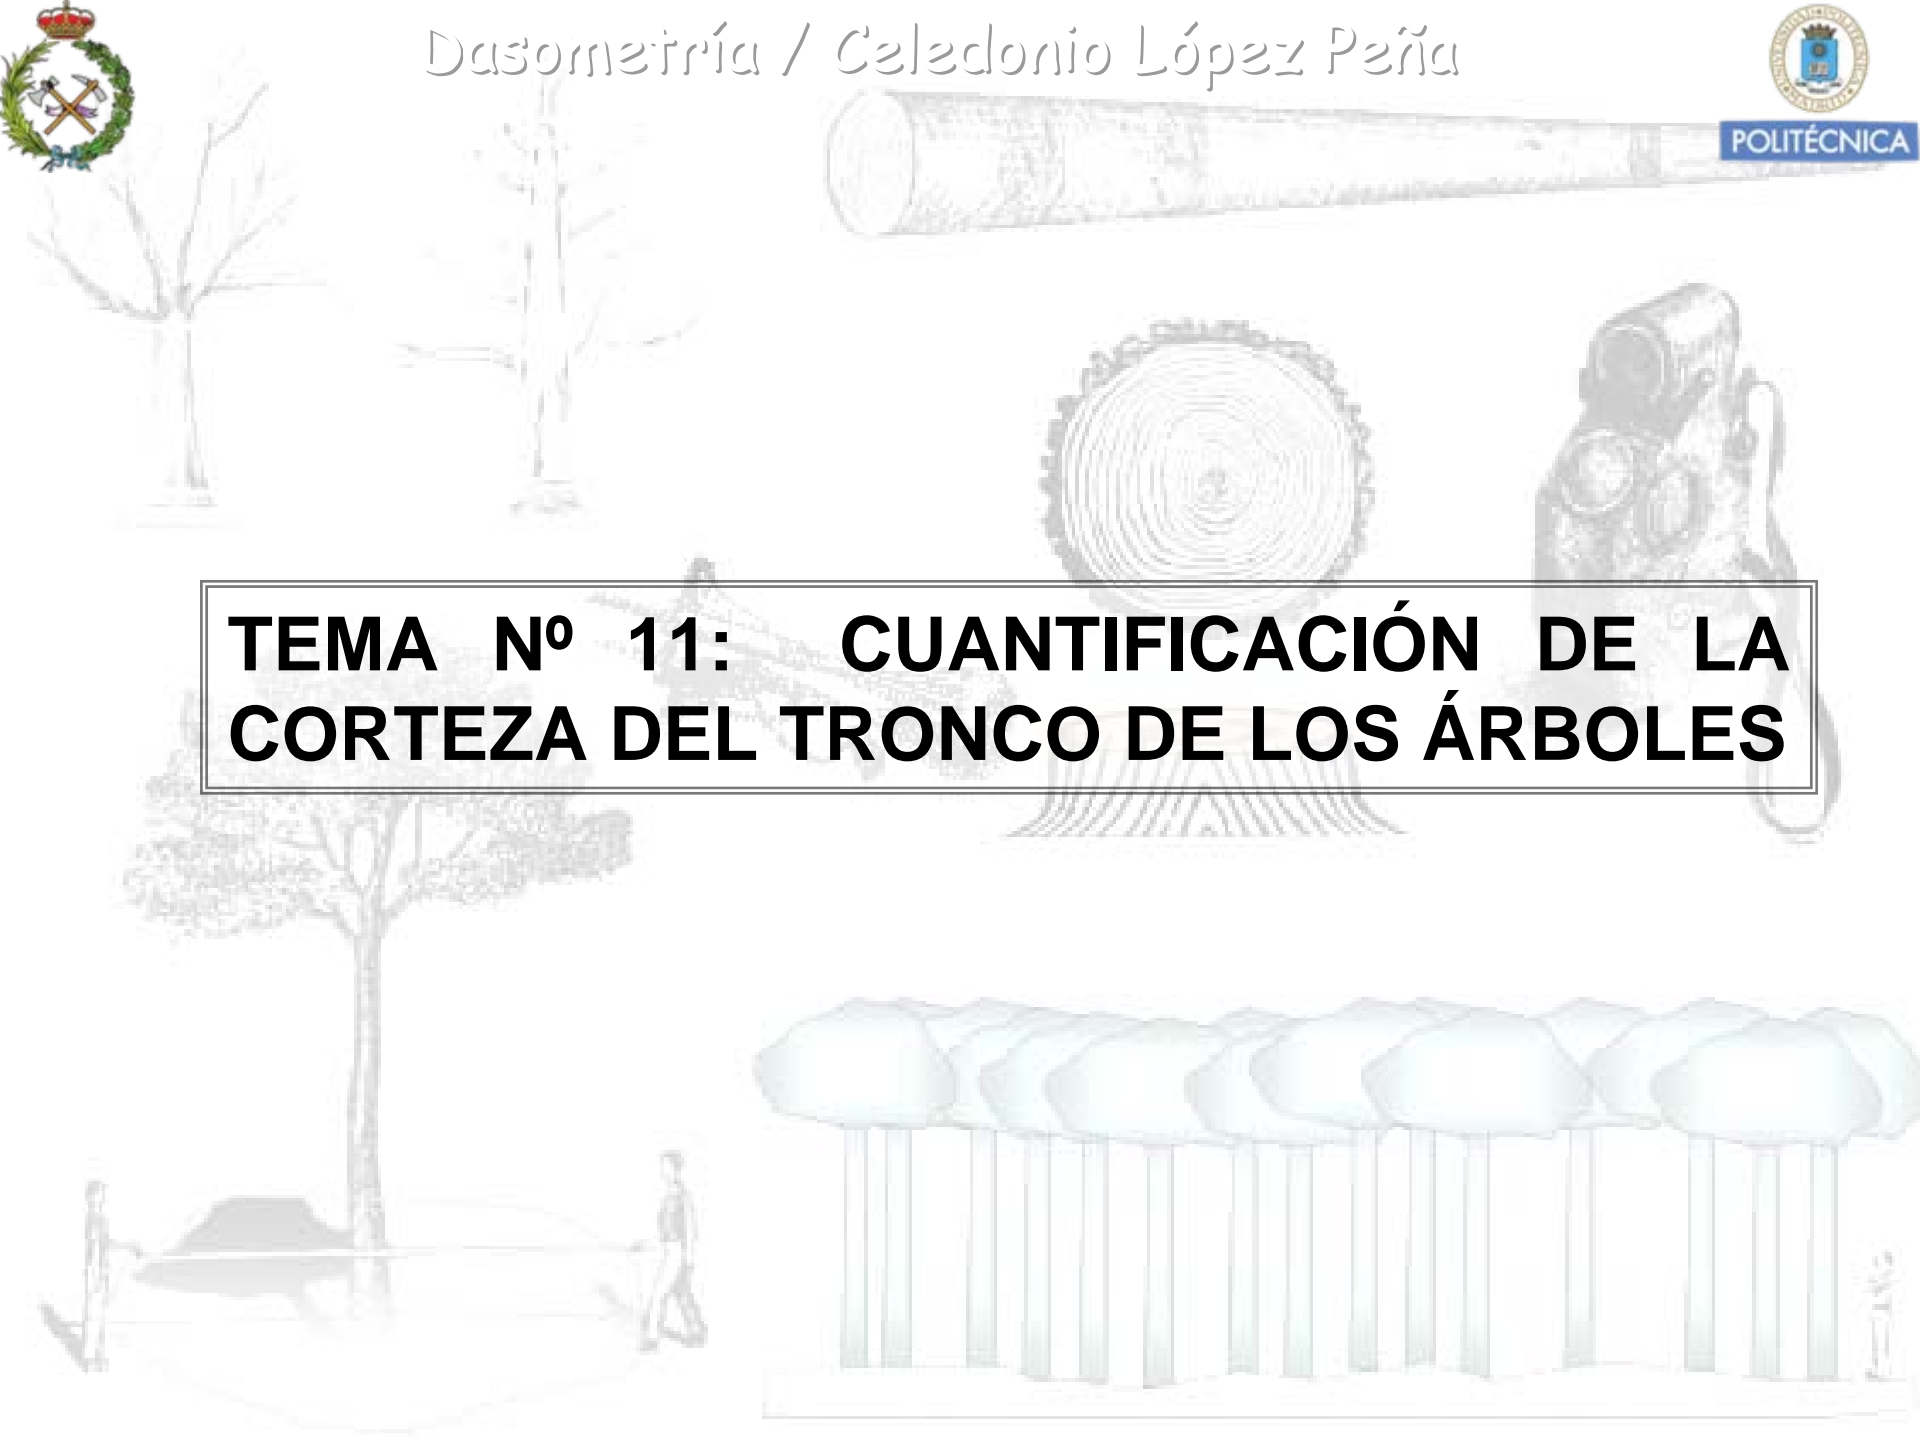 Dasometría / Celedonio López Peña
POLITÉCNICA
TEMA Nº 11: CUANTIFICACIÓN DE LA
CORTEZA DEL TRONCO DE LOS ÁRBOLES